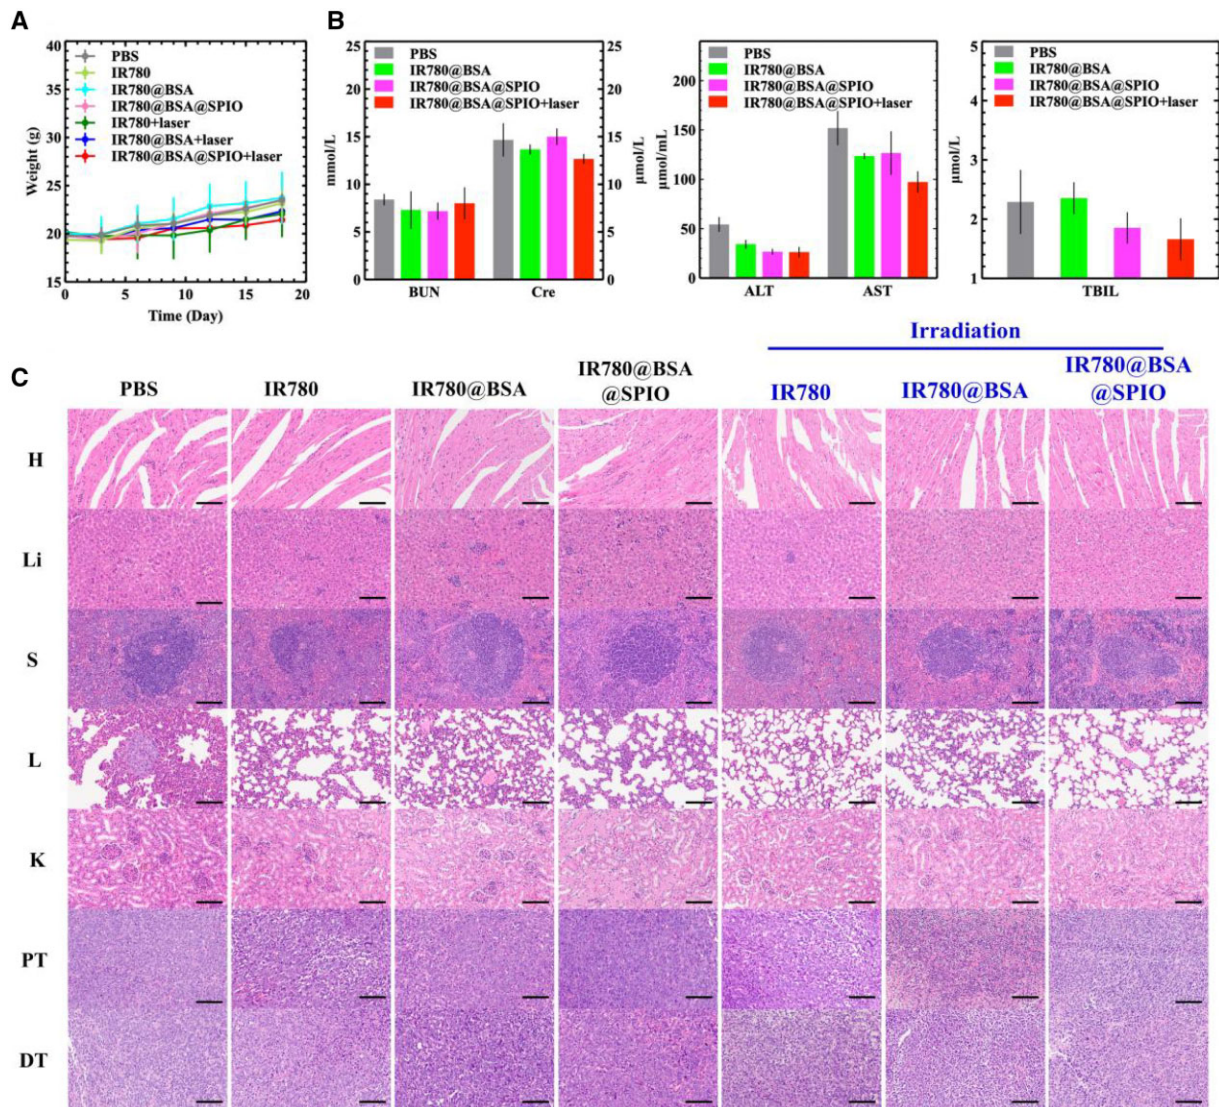 A
40
35
30
25
20
15
Weight (g)
PBS
IR780
IR780@BSA
IR780@BSA@SPIO
IR780+laser
IR780@BSA+laser
IR780@BSA@SPIO+laser
0
5
10
15
20
Time (Day)
B
25
20
15
10
5
0
mmol/L
PBS
IR780@BSA
IR780@BSA@SPIO
IR780@BSA@SPIO+laser
BUN
Cre
25
20
15
10
5
0
μmol/L
200
150
100
50
0
μmol/mL
PBS
IR780@BSA
IR780@BSA@SPIO
IR780@BSA@SPIO+laser
ALT
AST
5
4
3
2
1
μmol/L
PBS
IR780@BSA
IR780@BSA@SPIO
IR780@BSA@SPIO+laser
TBIL
Irradiation
C
PBS
IR780
IR780@BSA
IR780@BSA
@SPIO
IR780
IR780@BSA
IR780@BSA
@SPIO
H
Li
S
L
K
PT
DT